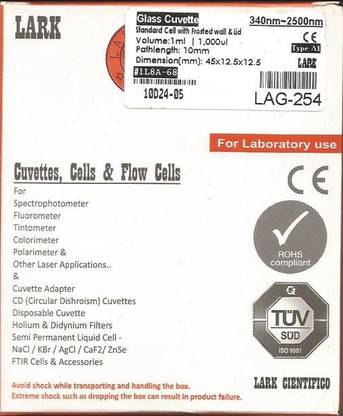 LARK
Glass Cuvette 340nm~2500nm
Standard Cell with Frosted wall & Lid
Volume:1ml | 1,000ul
Pathlength: 10mm
Type A1
Dimension(mm): 45x12.5x12.5
LARK
#1L8A-68
10D24-05
LAG-254
For Laboratory use
Cuvettes, Cells & Flow Cells
CE
For
Spectrophotometer
Fluorometer
Tintometer
Colorimeter
Polarimeter &
Other Laser Applications..
&
Cuvette Adapter
CD (Circular Dishroism) Cuvettes
Disposable Cuvette
Holium & Didynium Filters
Semi Permanent Liquid Cell -
NaCl / KBr / AgCl / CaF2/ ZnSe
FTIR Cells & Accessories
ROHS
compliant
Q
TÜV
SÜD
ISO 9001
LARK CIENTIFICO
Avoid shock while transporting and handling the box.
Extreme shock such as dropping the box can result in product failure.